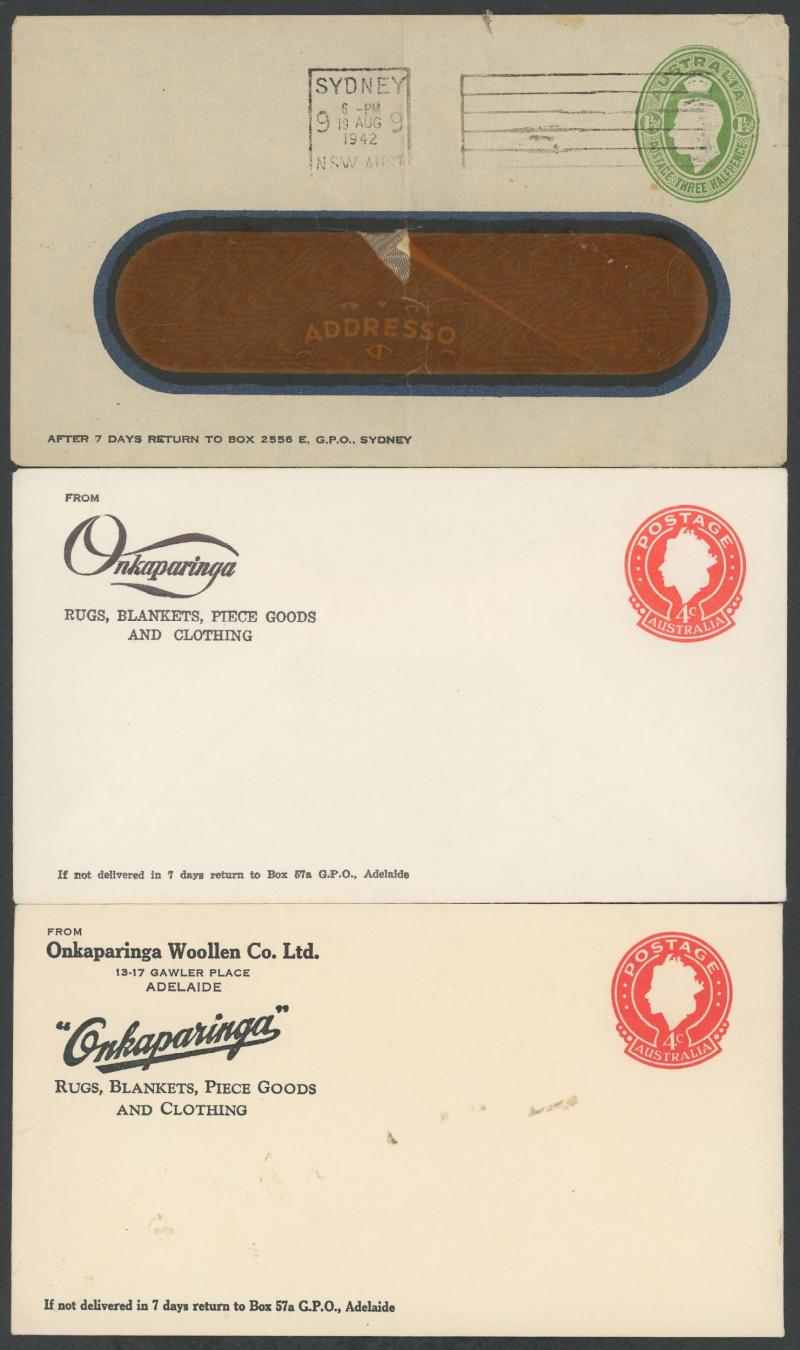 SYDNEY
6 -PM
9 19 AUG 9
1942
NSW AUST
AUSTRALIA
1½ 1½
POSTAGE THREE HALFPENCE
ADDRESSO
AFTER 7 DAYS RETURN TO BOX 2556 E, G.P.O., SYDNEY
FROM
Onkaparinga
RUGS, BLANKETS, PIECE GOODS
AND CLOTHING
POSTAGE
4c
AUSTRALIA
If not delivered in 7 days return to Box 57a G.P.O., Adelaide
FROM
Onkaparinga Woollen Co. Ltd.
13-17 GAWLER PLACE
ADELAIDE
"Onkaparinga"
RUGS, BLANKETS, PIECE GOODS
AND CLOTHING
POSTAGE
4c
AUSTRALIA
If not delivered in 7 days return to Box 57a G.P.O., Adelaide